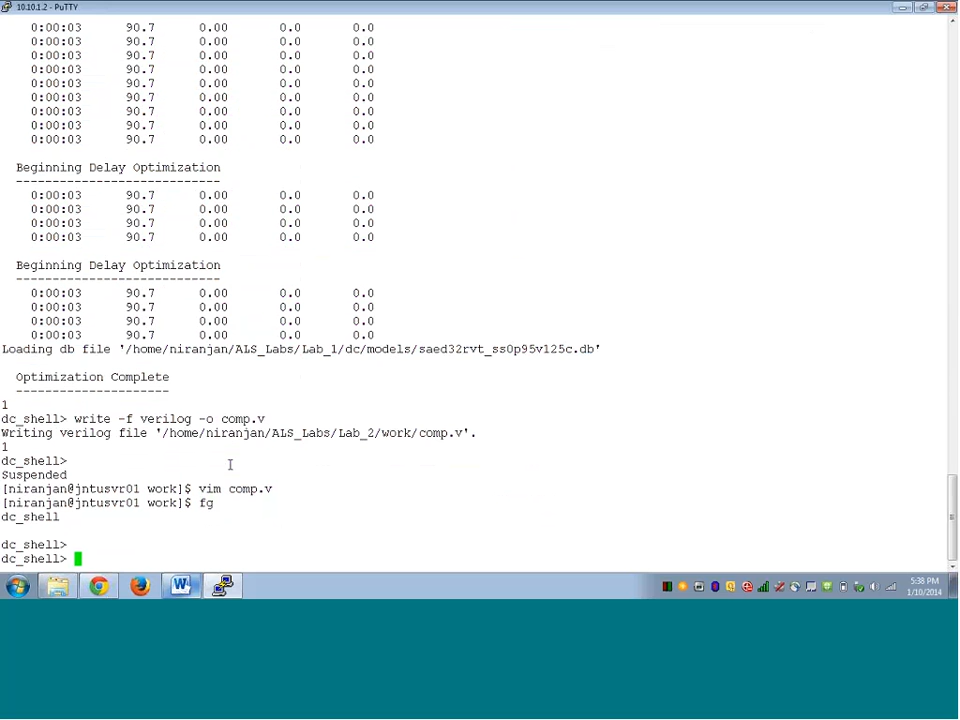 10.10.1.2 - PuTTY
0:00:03 90.7 0.00 0.0 0.0
0:00:03 90.7 0.00 0.0 0.0
0:00:03 90.7 0.00 0.0 0.0
0:00:03 90.7 0.00 0.0 0.0
0:00:03 90.7 0.00 0.0 0.0
0:00:03 90.7 0.00 0.0 0.0
0:00:03 90.7 0.00 0.0 0.0
0:00:03 90.7 0.00 0.0 0.0
0:00:03 90.7 0.00 0.0 0.0
Beginning Delay Optimization
----------------------------
0:00:03 90.7 0.00 0.0 0.0
0:00:03 90.7 0.00 0.0 0.0
0:00:03 90.7 0.00 0.0 0.0
0:00:03 90.7 0.00 0.0 0.0
Beginning Delay Optimization
----------------------------
0:00:03 90.7 0.00 0.0 0.0
0:00:03 90.7 0.00 0.0 0.0
0:00:03 90.7 0.00 0.0 0.0
0:00:03 90.7 0.00 0.0 0.0
Loading db file '/home/niranjan/ALS_Labs/Lab_1/dc/models/saed32rvt_ss0p95v125c.db'
Optimization Complete
---------------------
1
dc_shell> write -f verilog -o comp.v
Writing verilog file '/home/niranjan/ALS_Labs/Lab_2/work/comp.v'.
1
dc_shell>
Suspended
[niranjan@jntusvr01 work]$ vim comp.v
[niranjan@jntusvr01 work]$ fg
dc_shell
dc_shell>
dc_shell>
5:38 PM
1/10/2014